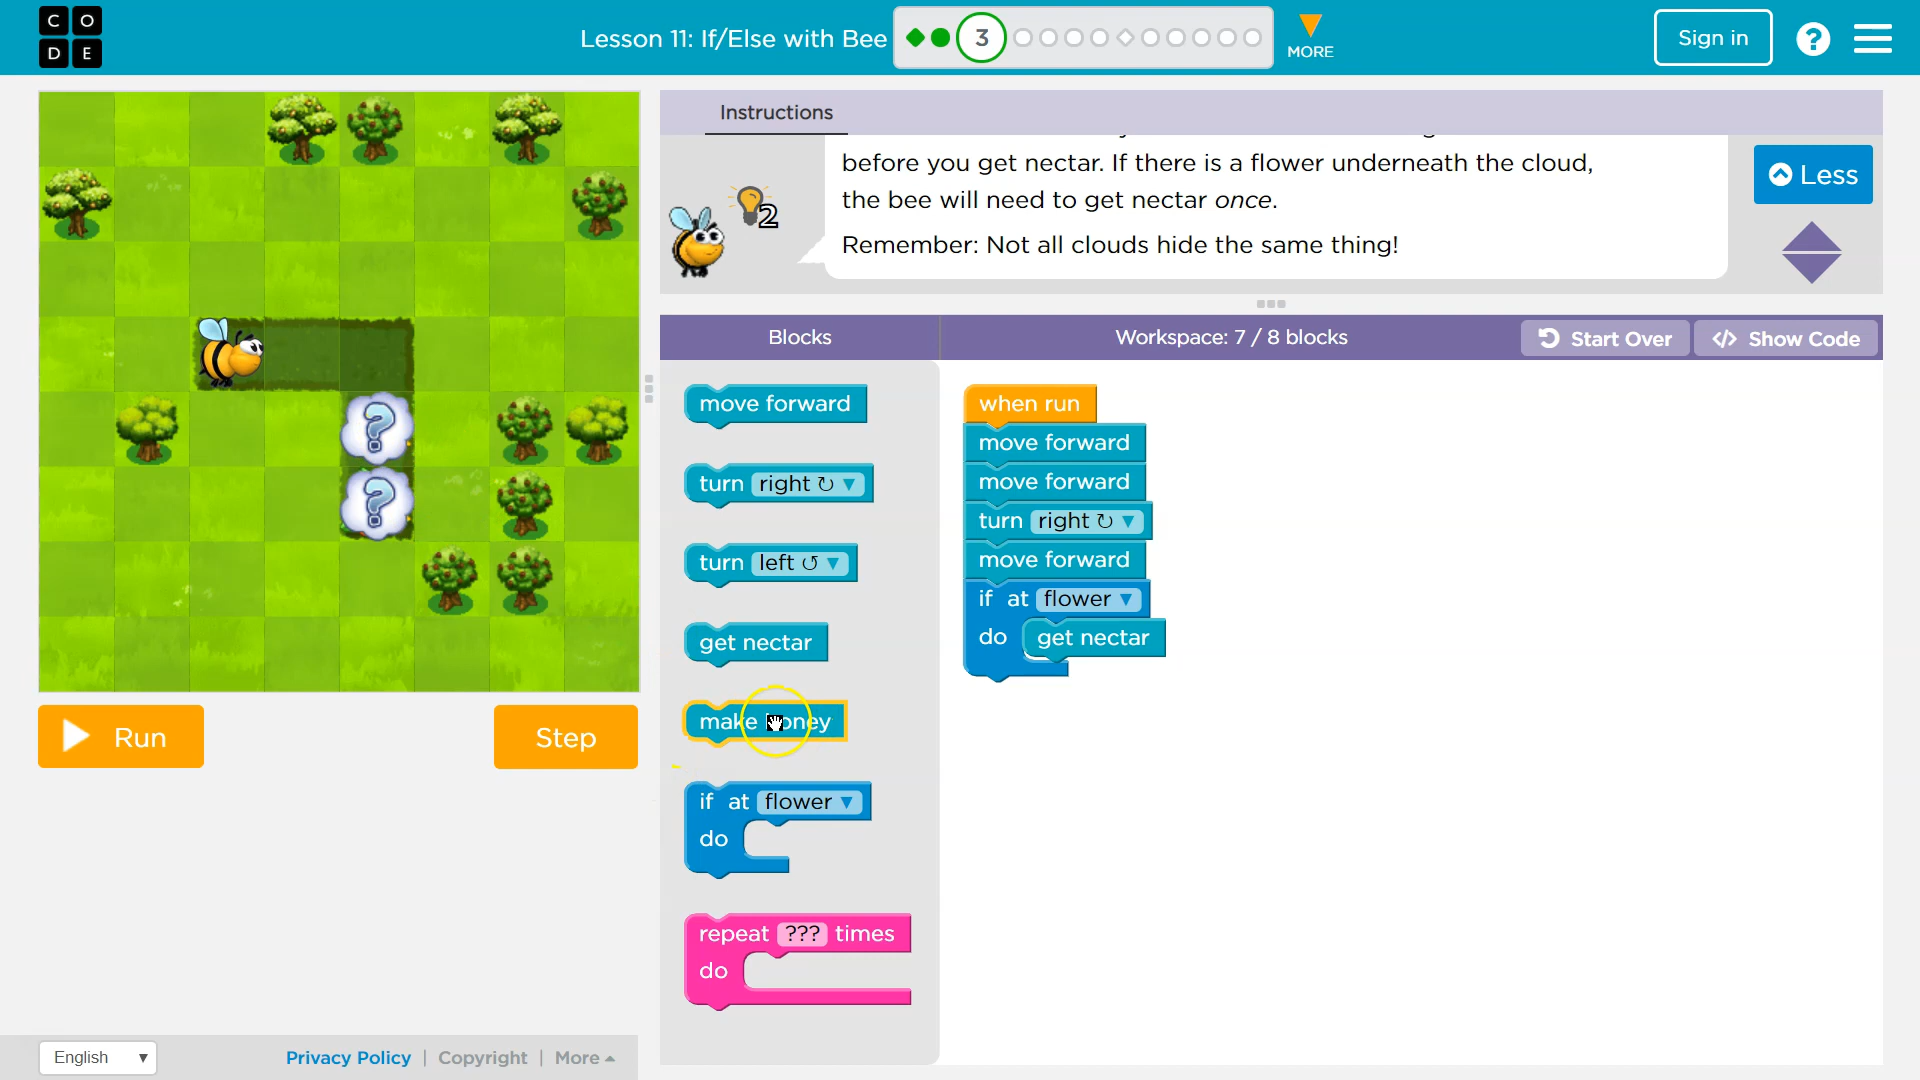 C O
D E
Lesson 11: If/Else with Bee
3
MORE
Sign in
?
Instructions
before you get nectar. If there is a flower underneath the cloud,
the bee will need to get nectar once.
Remember: Not all clouds hide the same thing!
2
Less
Blocks
Workspace: 7 / 8 blocks
Start Over
</> Show Code
move forward
turn right ↻ ▼
turn left ↺ ▼
get nectar
make honey
if at flower ▼
do
repeat ??? times
do
when run
move forward
move forward
turn right ↻ ▼
move forward
if at flower ▼
do get nectar
?
?
Run
Step
English ▼
Privacy Policy | Copyright | More